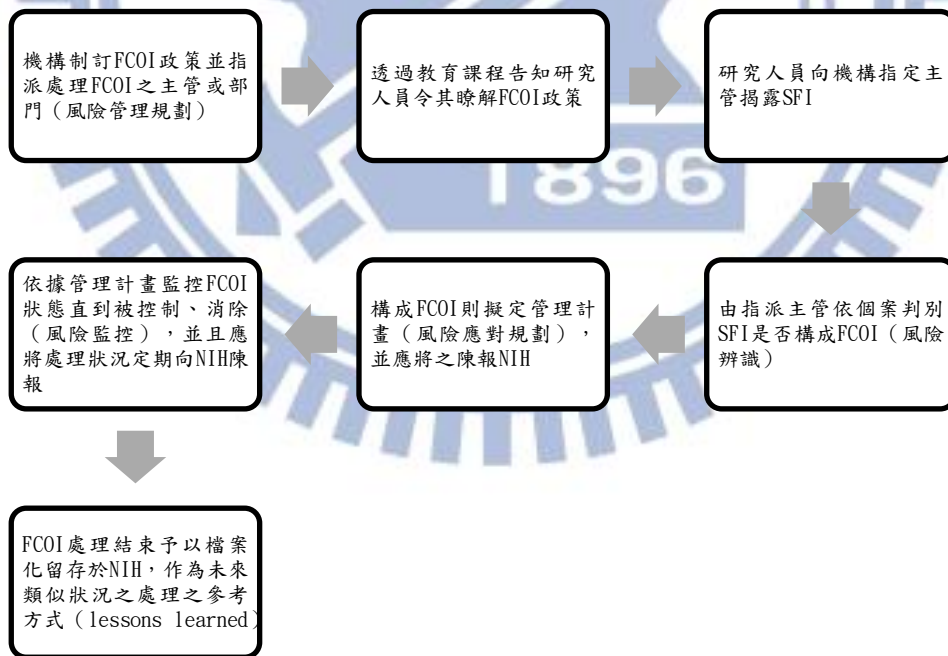 機構制訂FCOI政策並指
派處理FCOI之主管或部
門（風險管理規劃）
透過教育課程告知研究
人員令其瞭解FCOI政策
研究人員向機構指定主
管揭露SFI
1896
由指派主管依個案判別
SFI是否構成FCOI（風險
辨識）
構成FCOI則擬定管理計
畫（風險應對規劃），
並應將之陳報NIH
依據管理計畫監控FCOI
狀態直到被控制、消除
（風險監控），並且應
將處理狀況定期向NIH陳
報
FCOI處理結束予以檔案
化留存於NIH，作為未來
類似狀況之處理之參考
方式（lessons learned）